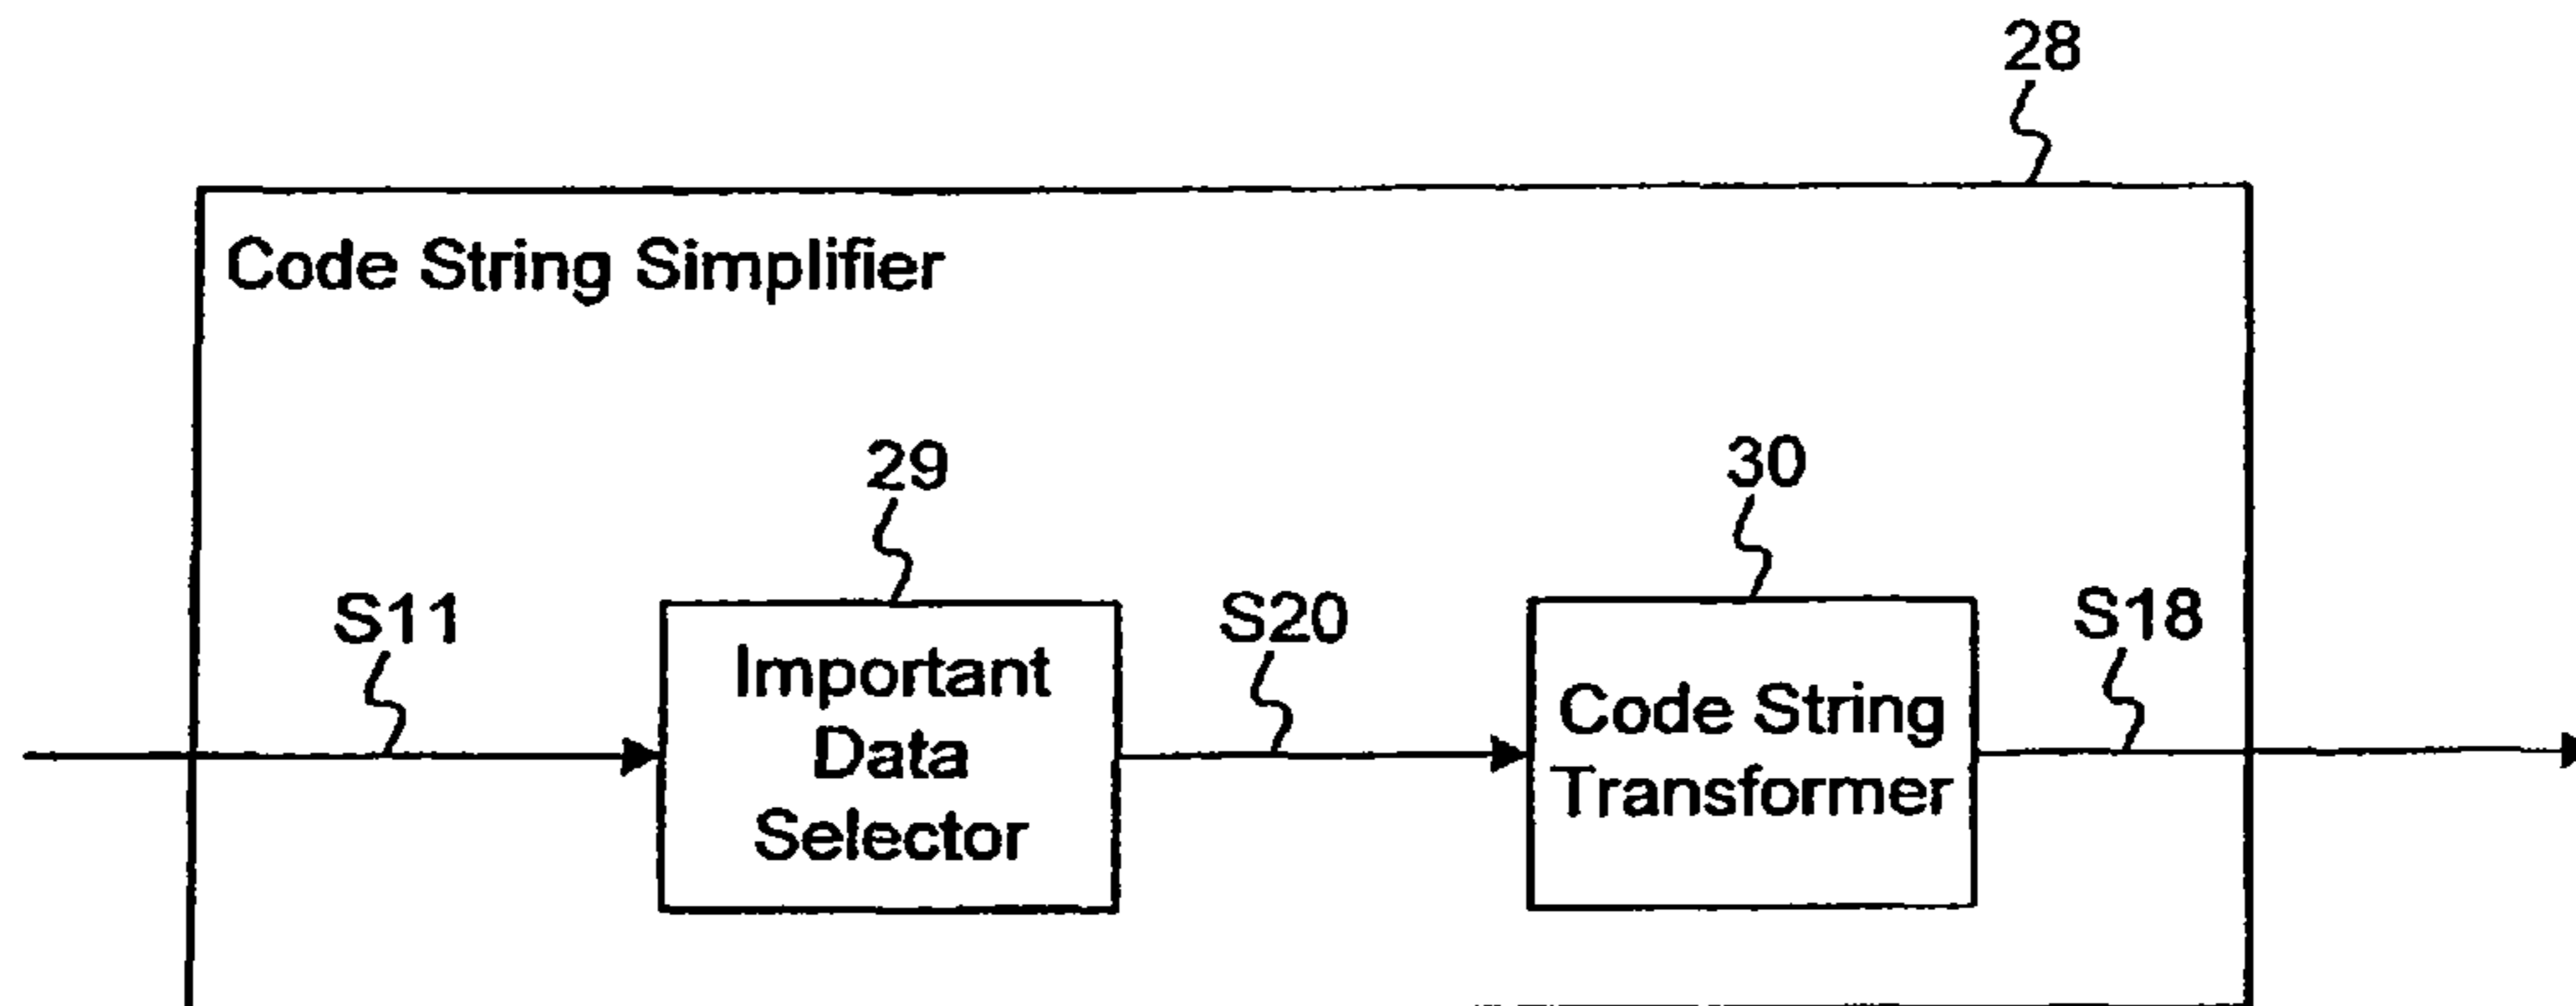 28
Code String Simplifier
29
30
S11
S20
S18
Important
Data
Selector
Code String
Transformer